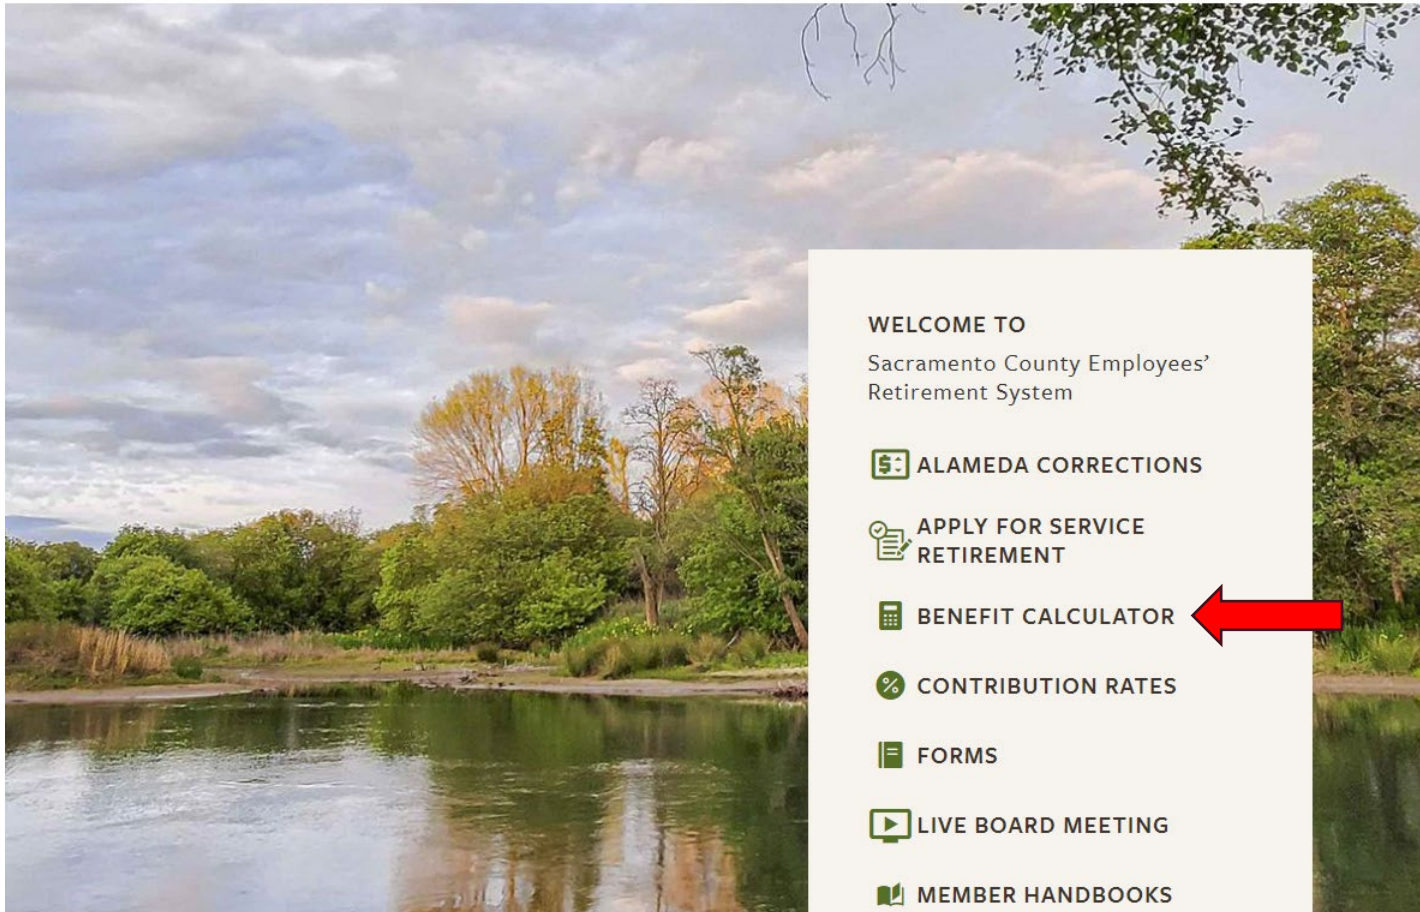 WELCOME TO
Sacramento County Employees’
Retirement System
ALAMEDA CORRECTIONS
APPLY FOR SERVICE
RETIREMENT
BENEFIT CALCULATOR
CONTRIBUTION RATES
FORMS
LIVE BOARD MEETING
MEMBER HANDBOOKS